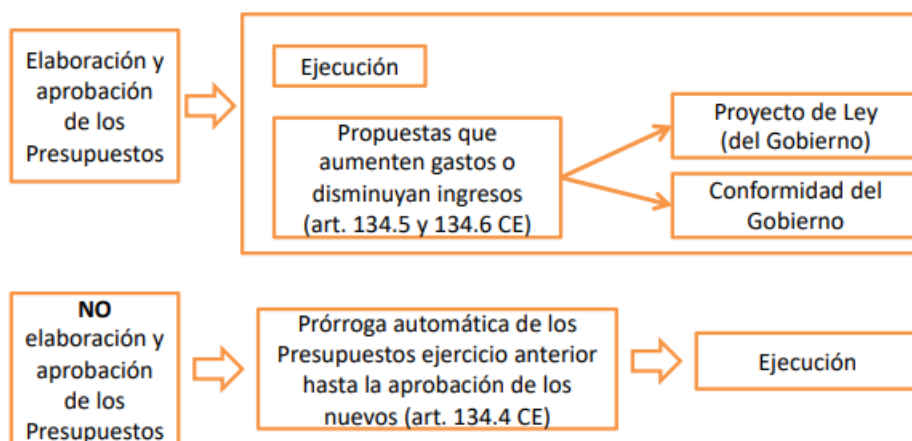 Elaboración y
aprobación
de los
Presupuestos
Ejecución
Propuestas que
aumenten gastos o
disminuyan ingresos
(art. 134.5 y 134.6 CE)
Proyecto de Ley
(del Gobierno)
Conformidad del
Gobierno
NO
elaboración y
aprobación
de los
Presupuestos
Prórroga automática de los
Presupuestos ejercicio anterior
hasta la aprobación de los
nuevos (art. 134.4 CE)
Ejecución